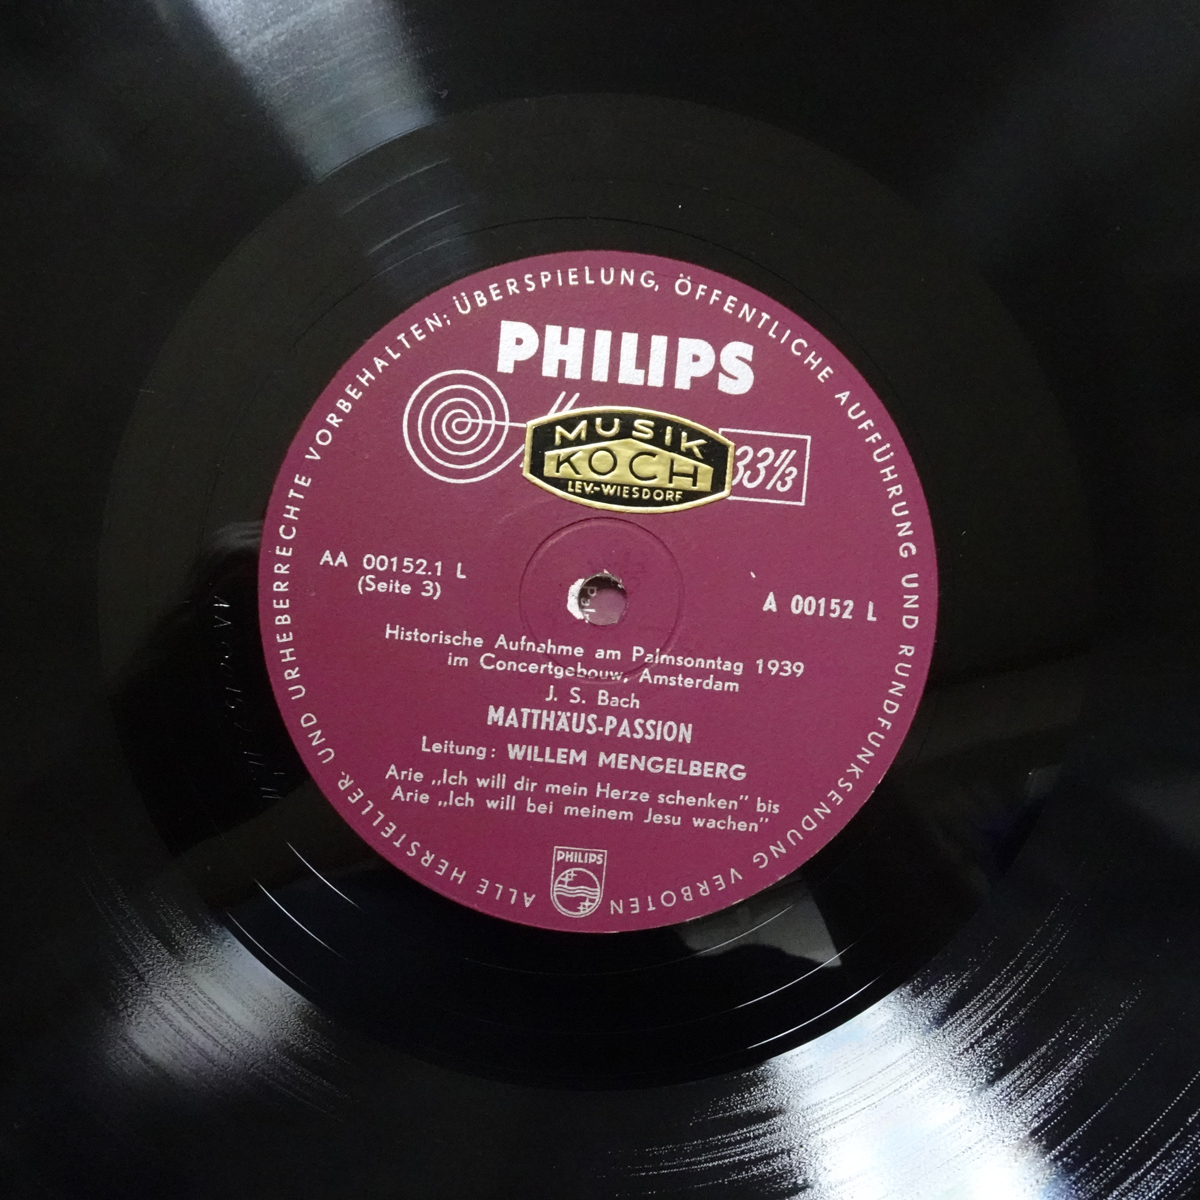 ALLE HERSTELLER- UND URHEBERRECHTE VORBEHALTEN; ÜBERSPIELUNG, ÖFFENTLICHE AUFFÜHRUNG UND RUNDFUNKSENDUNG VERBOTEN
PHILIPS
MUSIK
KOCH
LEV.-WIESDORF
33⅓
AA 00152.1 L
(Seite 3)
A 00152 L
Historische Aufnahme am Palmsonntag 1939
im Concertgebouw, Amsterdam
J. S. Bach
MATTHÄUS-PASSION
Leitung: WILLEM MENGELBERG
Arie „Ich will dir mein Herze schenken" bis
Arie „Ich will bei meinem Jesu wachen"
PHILIPS